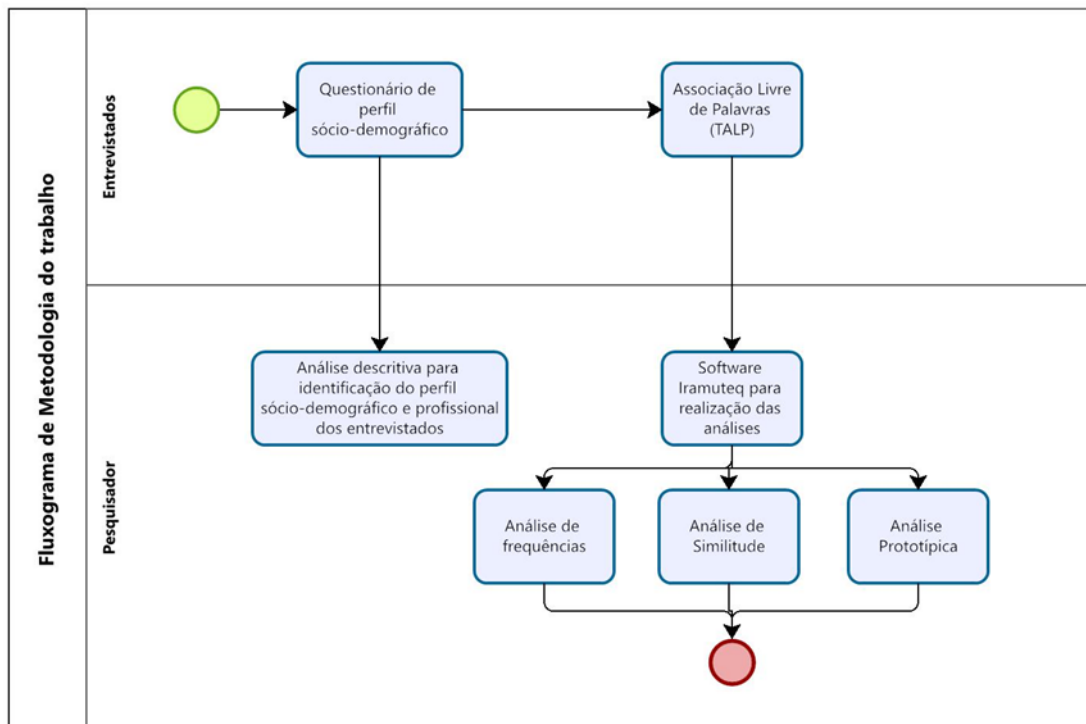 Fluxograma de Metodologia do trabalho
Entrevistados
Questionário de
perfil
sócio-demográfico
Associação Livre
de Palavras
(TALP)
Pesquisador
Análise descritiva para
identificação do perfil
sócio-demográfico e profissional
dos entrevistados
Software
Iramuteq para
realização das
análises
Análise de
frequências
Análise de
Similitude
Análise
Prototípica